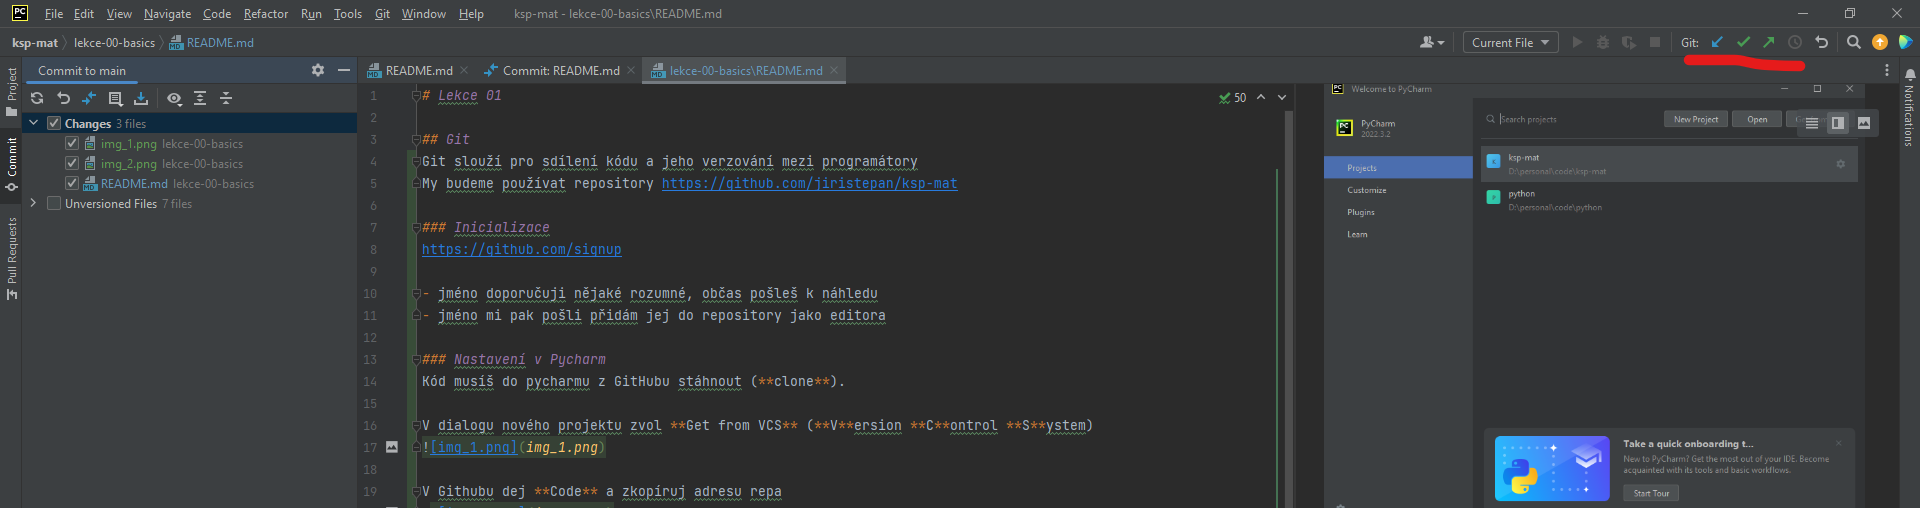 PC File Edit View Navigate Code Refactor Run Tools Git Window Help ksp-mat - lekce-00-basics\README.md
ksp-mat lekce-00-basics README.md Current File Git:
Project
Commit
Pull Requests
Commit to main
Changes 3 files
img_1.png lekce-00-basics
img_2.png lekce-00-basics
README.md lekce-00-basics
Unversioned Files 7 files
README.md Commit: README.md lekce-00-basics\README.md
50
1 # Lekce 01
2
3 ## Git
4 Git slouží pro sdílení kódu a jeho verzování mezi programátory
5 My budeme používat repository https://github.com/jiristepan/ksp-mat
6
7 ### Inicializace
8 https://github.com/signup
9
10 - jméno doporučuji nějaké rozumné, občas pošleš k náhledu
11 - jméno mi pak pošli přidám jej do repository jako editora
12
13 ### Nastavení v Pycharm
14 Kód musíš do pycharmu z GitHubu stáhnout (**clone**).
15
16 V dialogu nového projektu zvol **Get from VCS** (**V**ersion **C**ontrol **S**ystem)
17 ![img_1.png](img_1.png)
18
19 V Githubu dej **Code** a zkopíruj adresu repa
PC Welcome to PyCharm
PC PyCharm
2022.3.2
Projects
Customize
Plugins
Learn
Search projects New Project Open
ksp-mat
D:\personal\code\ksp-mat
python
D:\personal\code\python
Take a quick onboarding t...
New to PyCharm? Get the most out of your IDE. Become
acquainted with its tools and basic workflows.
Start Tour
Notifications